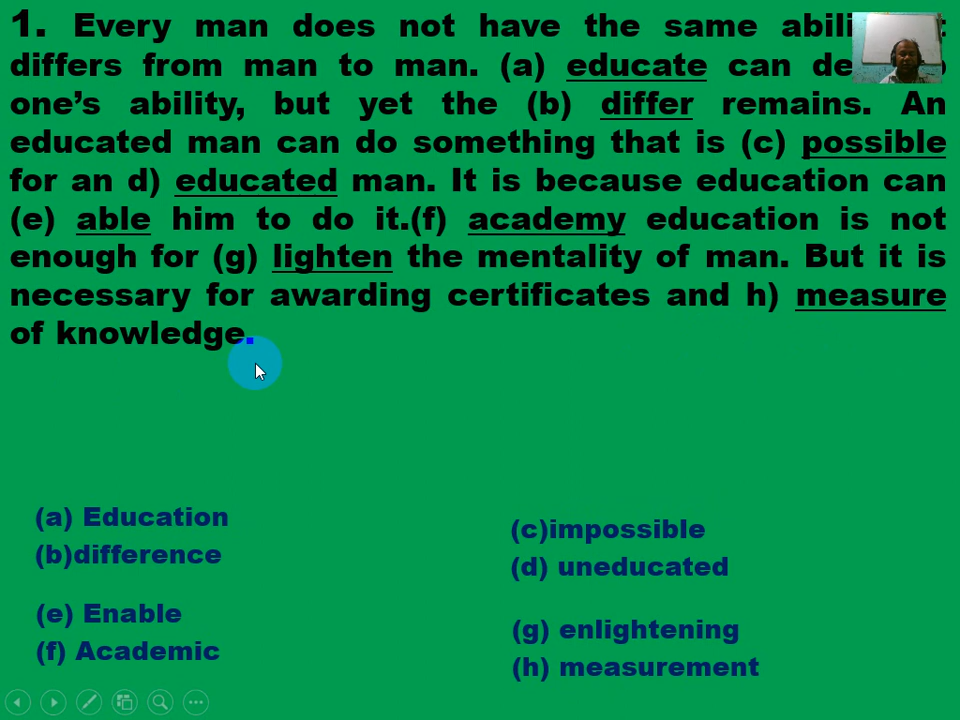 1. Every man does not have the same
differs from man to man. (a) educate can
one's ability, but yet the (b) differ remains. An
educated man can do something that is (c) possible
for an d) educated man. It is because education can
(e) able him to do it.(f) academy education is not
enough for (g) lighten the mentality of man. But it is
necessary for awarding certificates and h) measure
of knowledge.
(a) Education
(b)difference
(c)impossible
(d) uneducated
(e) Enable
(f) Academic
(g) enlightening
(h) measurement